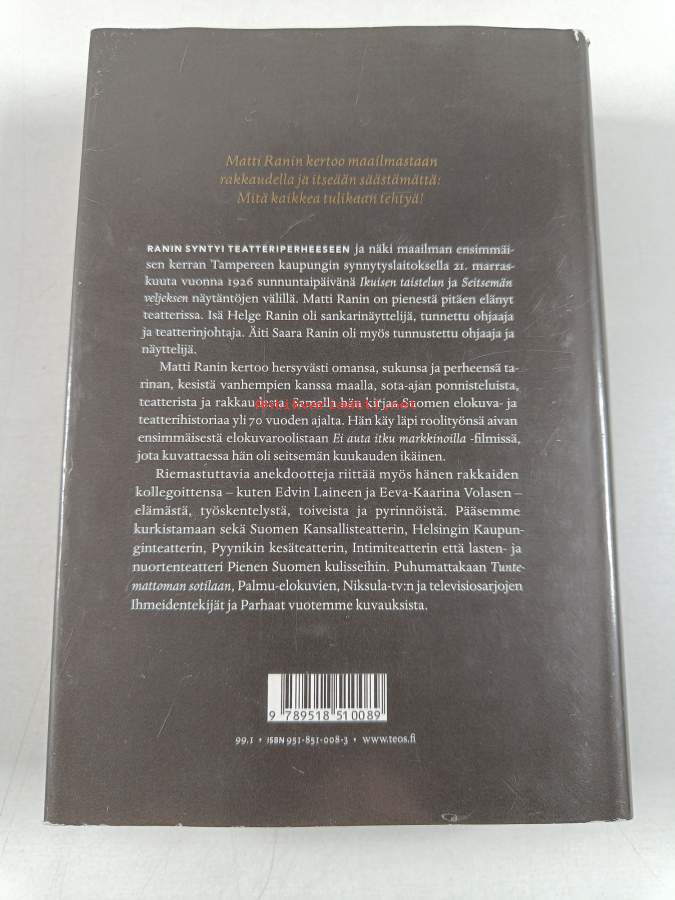 Matti Ranin kertoo maailmastaan
rakkaudella ja itseään säästämättä:
Mitä kaikkea tulikaan tehtyä!
RANIN SYNTYI TEATTERIPERHEESEEN ja näki maailman ensimmäi-
sen kerran Tampereen kaupungin synnytyslaitoksella 21. marras-
kuuta vuonna 1926 sunnuntaipäivänä Ikuisen taistelun ja Seitsemän
veljeksen näytäntöjen välillä. Matti Ranin on pienestä pitäen elänyt
teatterissa. Isä Helge Ranin oli sankarinäyttelijä, tunnettu ohjaaja
ja teatterinjohtaja. Äiti Saara Ranin oli myös tunnustettu ohjaaja ja
näyttelijä.
Matti Ranin kertoo hersyvästi omansa, sukunsa ja perheensä ta-
rinan, kesistä vanhempien kanssa maalla, sota-ajan ponnisteluista,
teatterista ja rakkaudesta. Samalla hän kirjaa Suomen elokuva- ja
teatterihistoriaa yli 70 vuoden ajalta. Hän käy läpi roolityönsä aivan
ensimmäisestä elokuvaroolistaan Ei auta itku markkinoilla -filmissä,
jota kuvattaessa hän oli seitsemän kuukauden ikäinen.
Riemastuttavia anekdootteja riittää myös hänen rakkaiden
kollegoittensa – kuten Edvin Laineen ja Eeva-Kaarina Volasen –
elämästä, työskentelystä, toiveista ja pyrinnöistä. Pääsemme
kurkistamaan sekä Suomen Kansallisteatterin, Helsingin Kaupun-
ginteatterin, Pyynikin kesäteatterin, Intimiteatterin että lasten- ja
nuortenteatteri Pienen Suomen kulisseihin. Puhumattakaan Tunte-
mattoman sotilaan, Palmu-elokuvien, Niksula-tv:n ja televisiosarjojen
Ihmeidentekijät ja Parhaat vuotemme kuvauksista.
9 789518 510089
99.1 • ISBN 951-851-008-3 • www.teos.fi